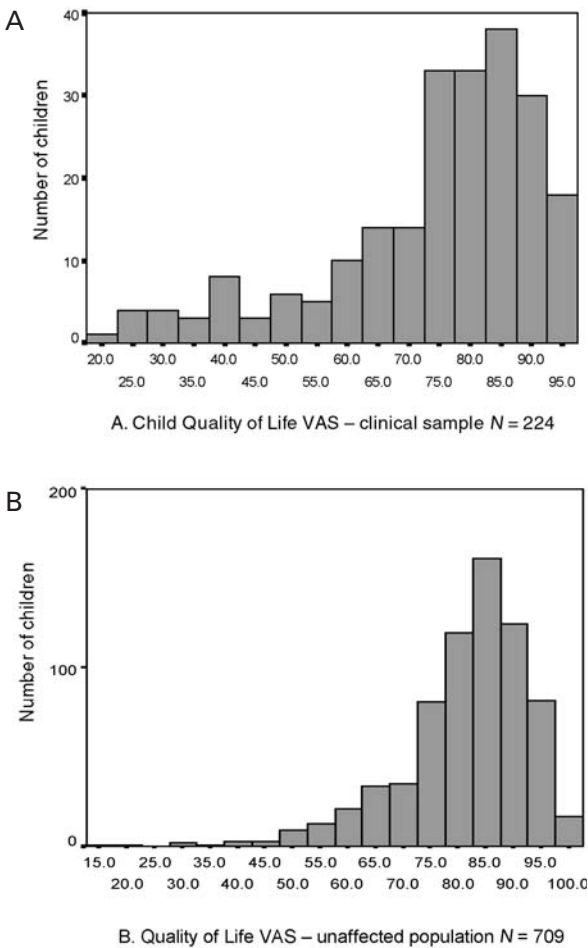 A
Number of children
40
30
20
10
0
20.0 30.0 40.0 50.0 60.0 70.0 80.0 90.0
25.0 35.0 45.0 55.0 65.0 75.0 85.0 95.0
A. Child Quality of Life VAS – clinical sample N = 224
B
Number of children
200
100
0
15.0 25.0 35.0 45.0 55.0 65.0 75.0 85.0 95.0
20.0 30.0 40.0 50.0 60.0 70.0 80.0 90.0 100.0
B. Quality of Life VAS – unaffected population N = 709